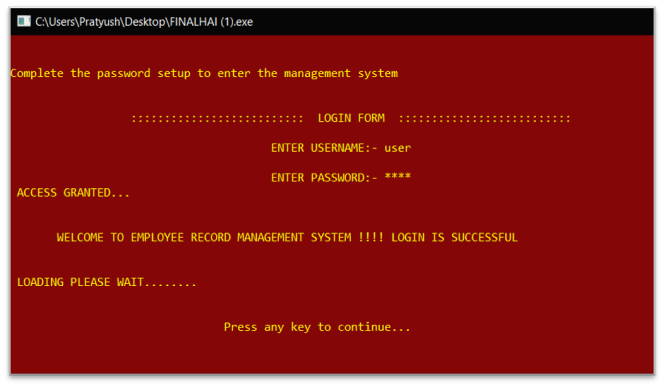 C:\Users\Pratyush\Desktop\FINALHAI (1).exe
Complete the password setup to enter the management system
:::::::::::::::::::::::::: LOGIN FORM ::::::::::::::::::::::::::
ENTER USERNAME:- user
ENTER PASSWORD:- ****
ACCESS GRANTED...
WELCOME TO EMPLOYEE RECORD MANAGEMENT SYSTEM !!!! LOGIN IS SUCCESSFUL
LOADING PLEASE WAIT........
Press any key to continue...